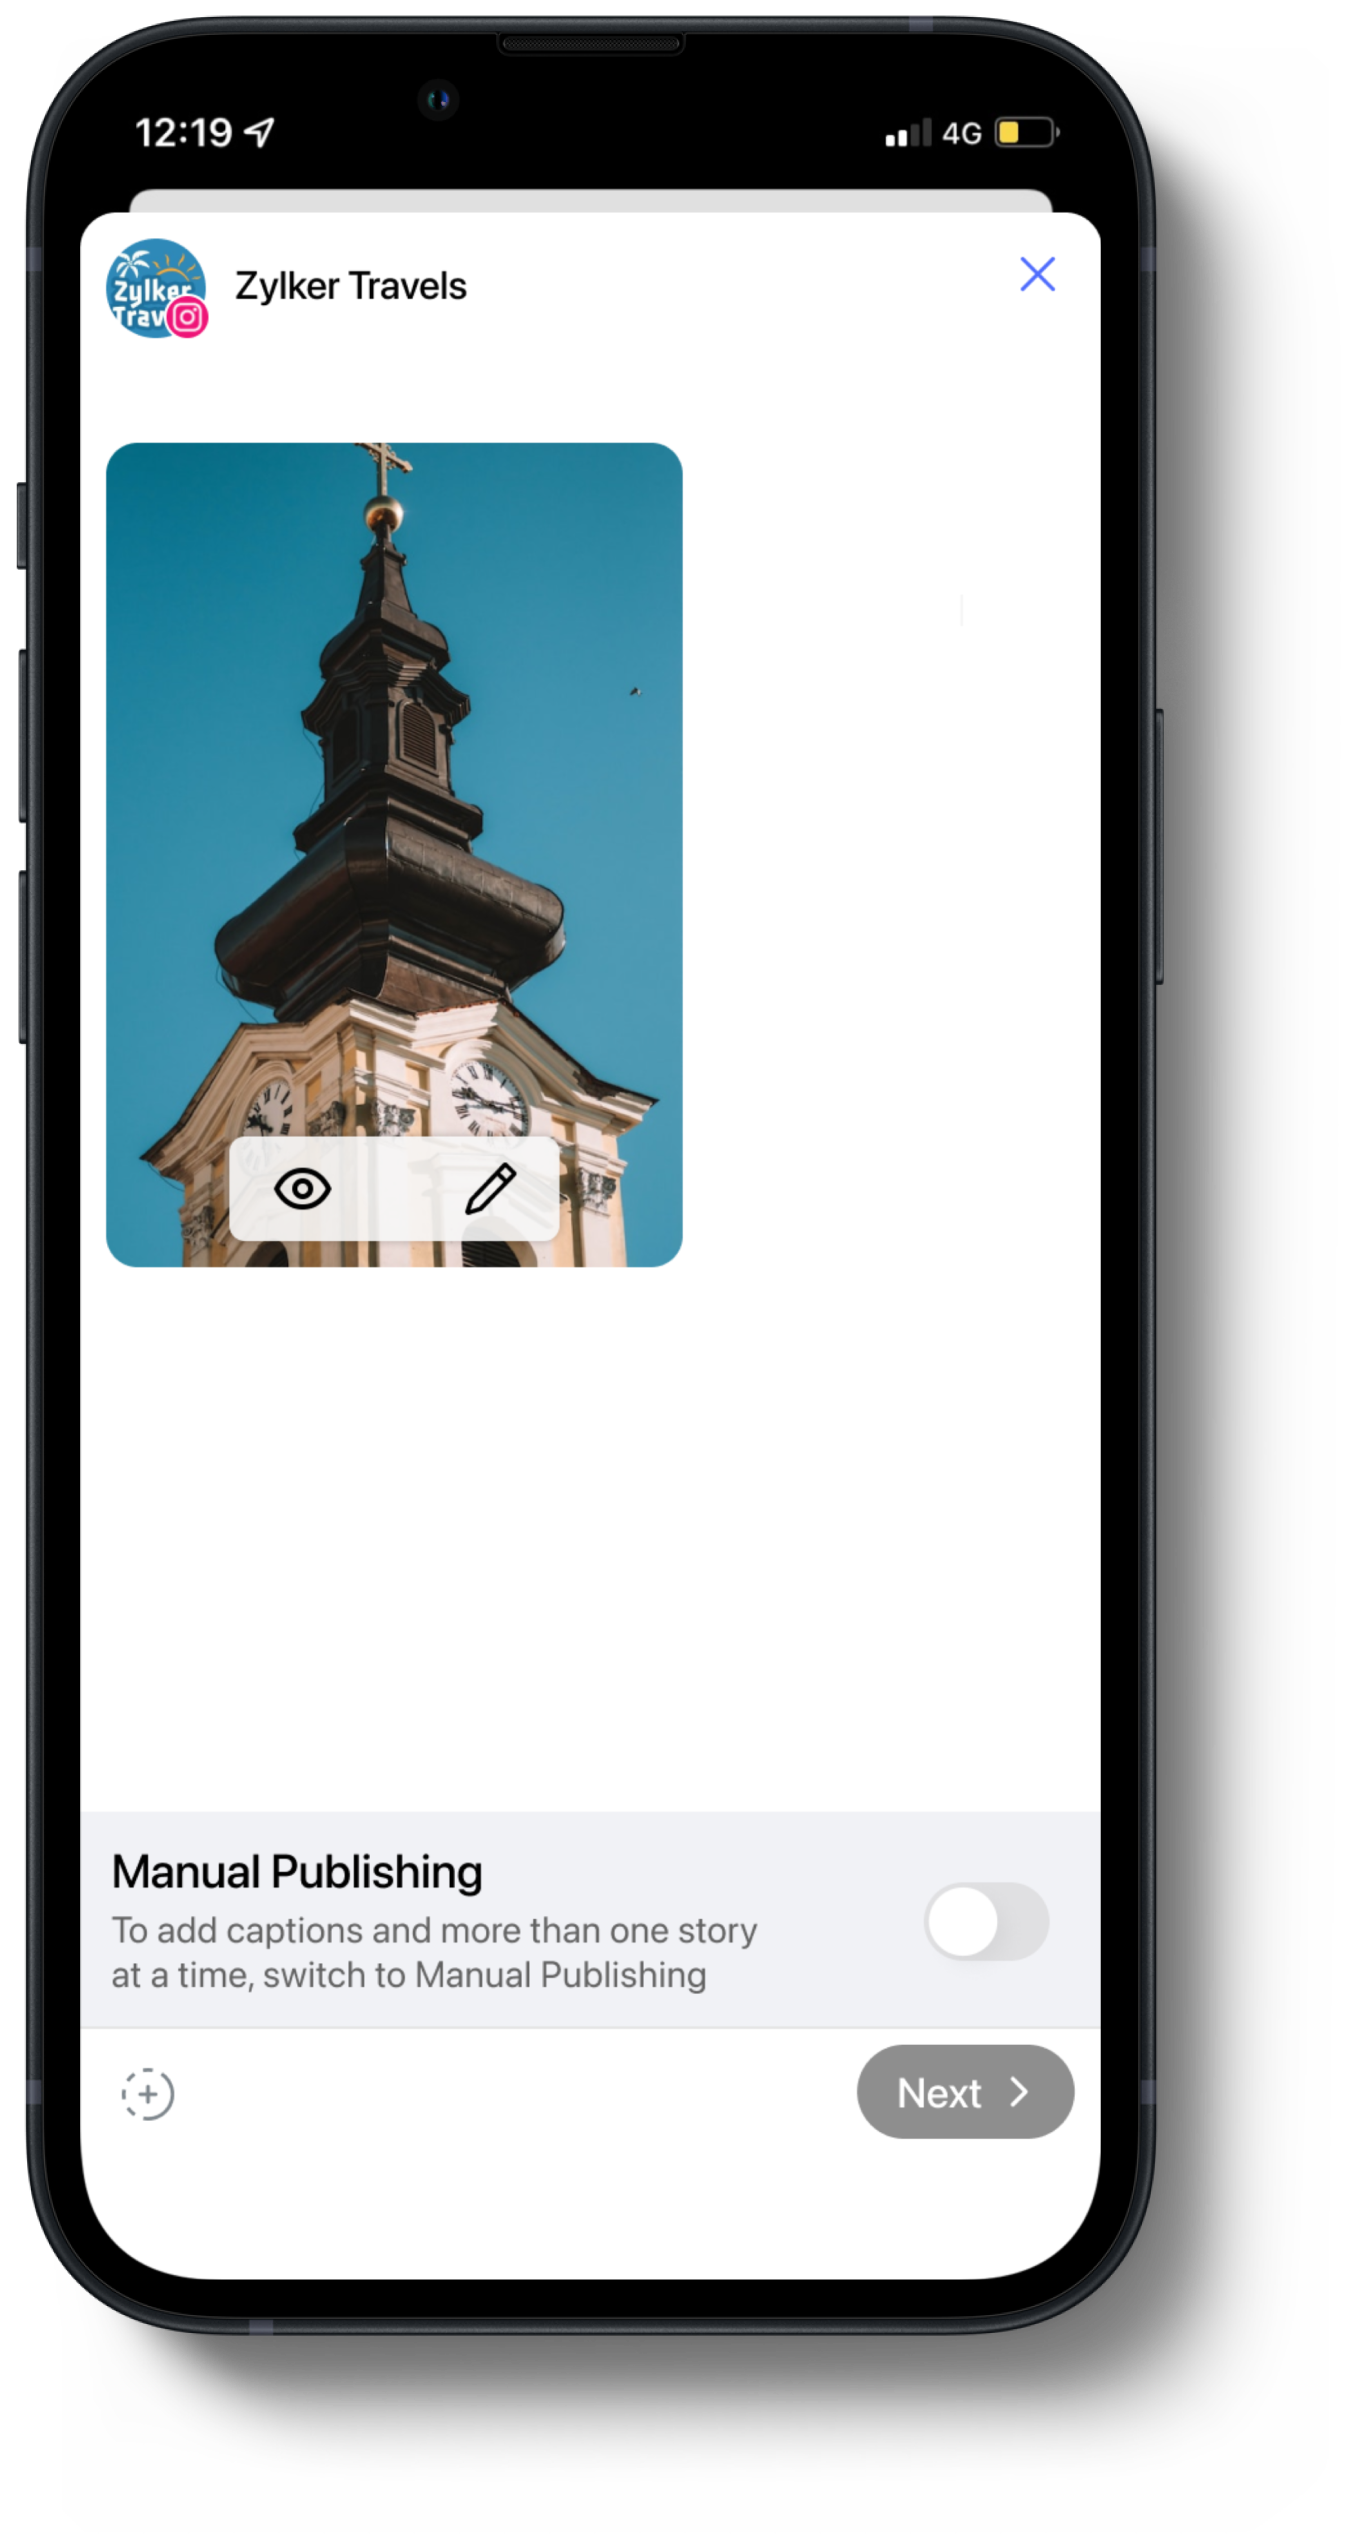 12:19
4G
Zylker
Trav
Zylker Travels
Manual Publishing
To add captions and more than one story
at a time, switch to Manual Publishing
Next